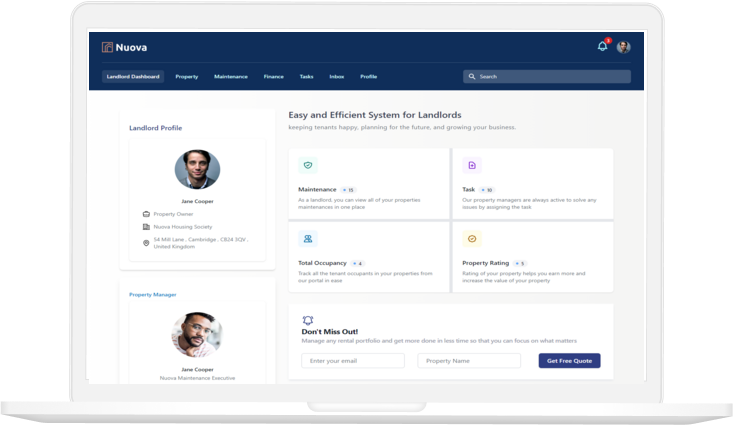 Nuova
2
Landlord Dashboard
Property
Maintenance
Finance
Tasks
Inbox
Profile
Search
Landlord Profile
Jane Cooper
Property Owner
Nuova Housing Society
54 Mill Lane , Cambridge , CB24 3QV ,
United Kingdom
Property Manager
Jane Cooper
Nuova Maintenance Executive
Easy and Efficient System for Landlords
keeping tenants happy, planning for the future, and growing your business.
Maintenance 15
As a landlord, you can view all of your properties
maintenances in one place
Task 10
Our property managers are always active to solve any
issues by assigning the task
Total Occupancy 4
Track all the tenant occupants in your properties from
our portal in ease
Property Rating 5
Rating of your property helps you earn more and
increase the value of your property
Don't Miss Out!
Manage any rental portfolio and get more done in less time so that you can focus on what matters
Enter your email
Property Name
Get Free Quote